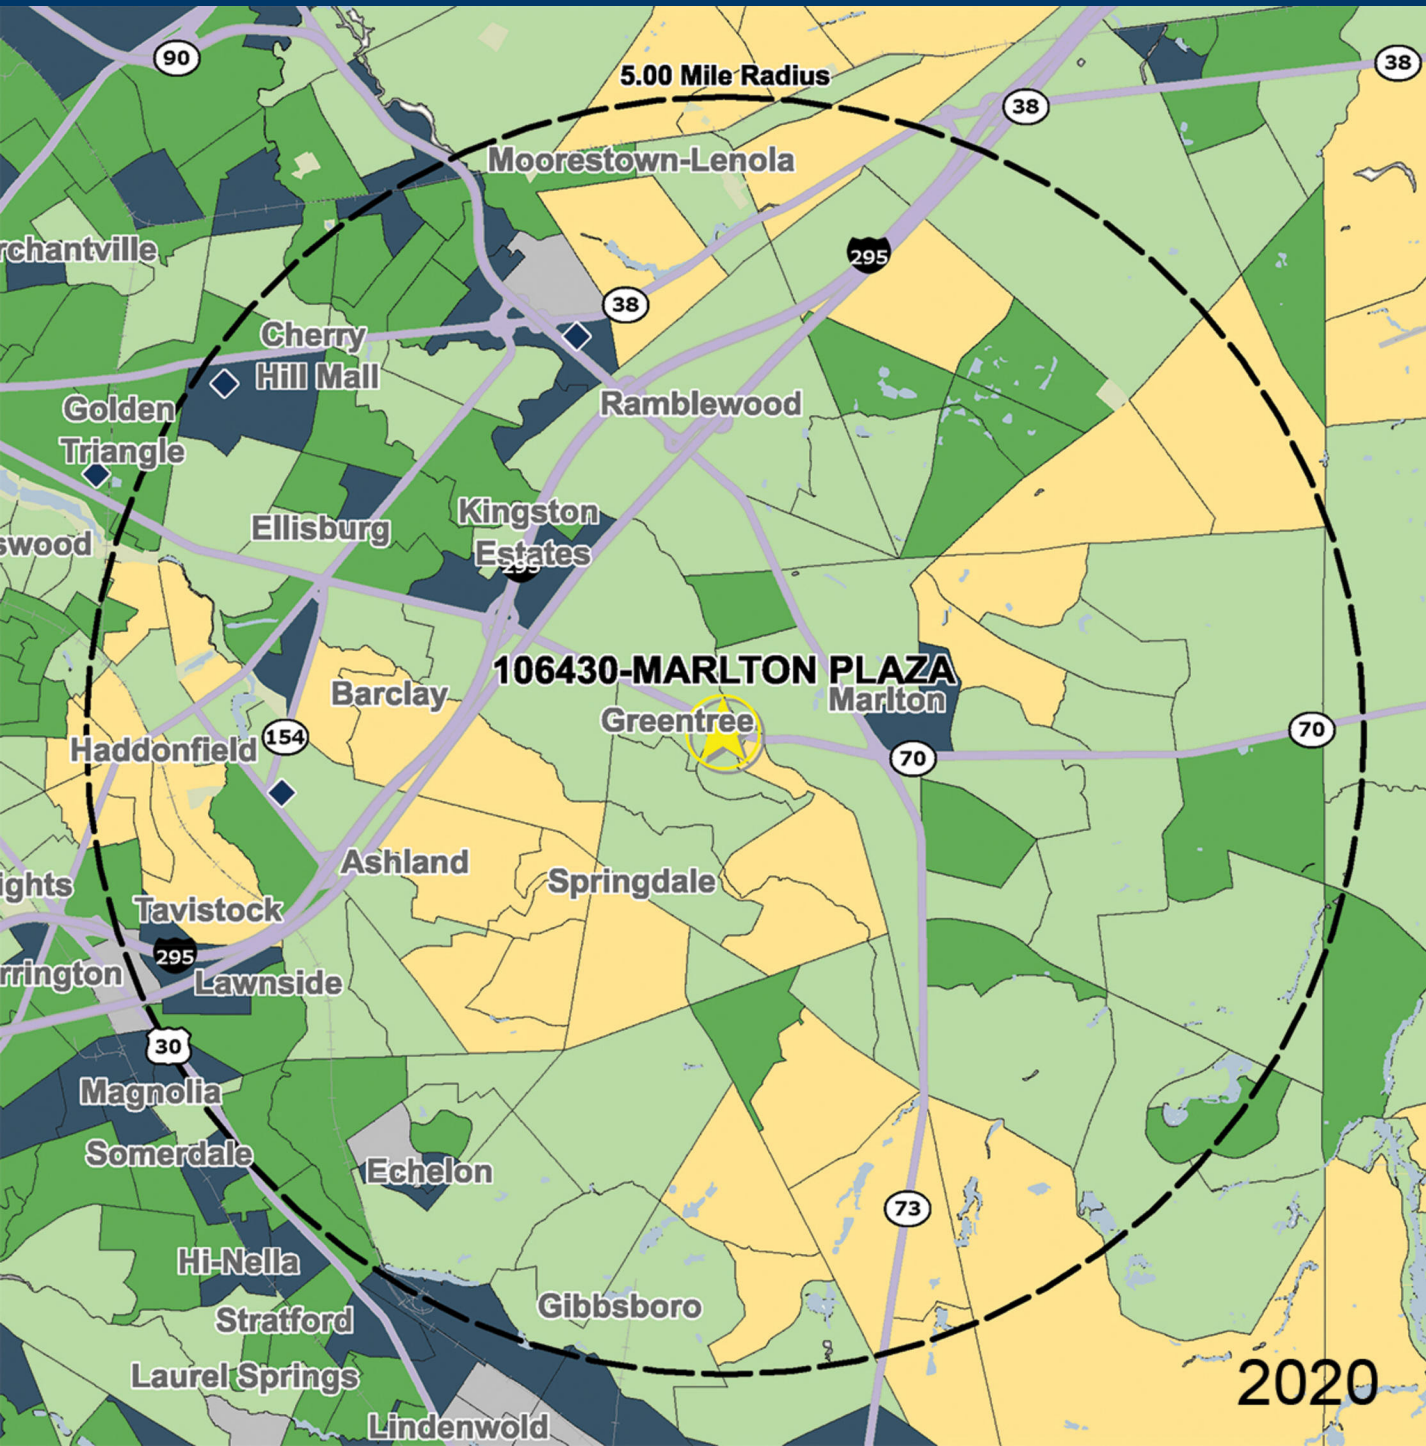 90
38
5.00 Mile Radius
38
Moorestown-Lenola
rchantville
295
38
Cherry
Hill Mall
Golden
Triangle
Ramblewood
Kingston
Estates
Ellisburg
swood
295
106430-MARLTON PLAZA
Barclay
Marlton
Greentree
154
Haddonfield
70
70
Ashland
Springdale
ights
Tavistock
295
rrington
Lawnside
30
Magnolia
Somerdale
Echelon
73
Hi-Nella
Gibbsboro
Stratford
Laurel Springs
2020
Lindenwold